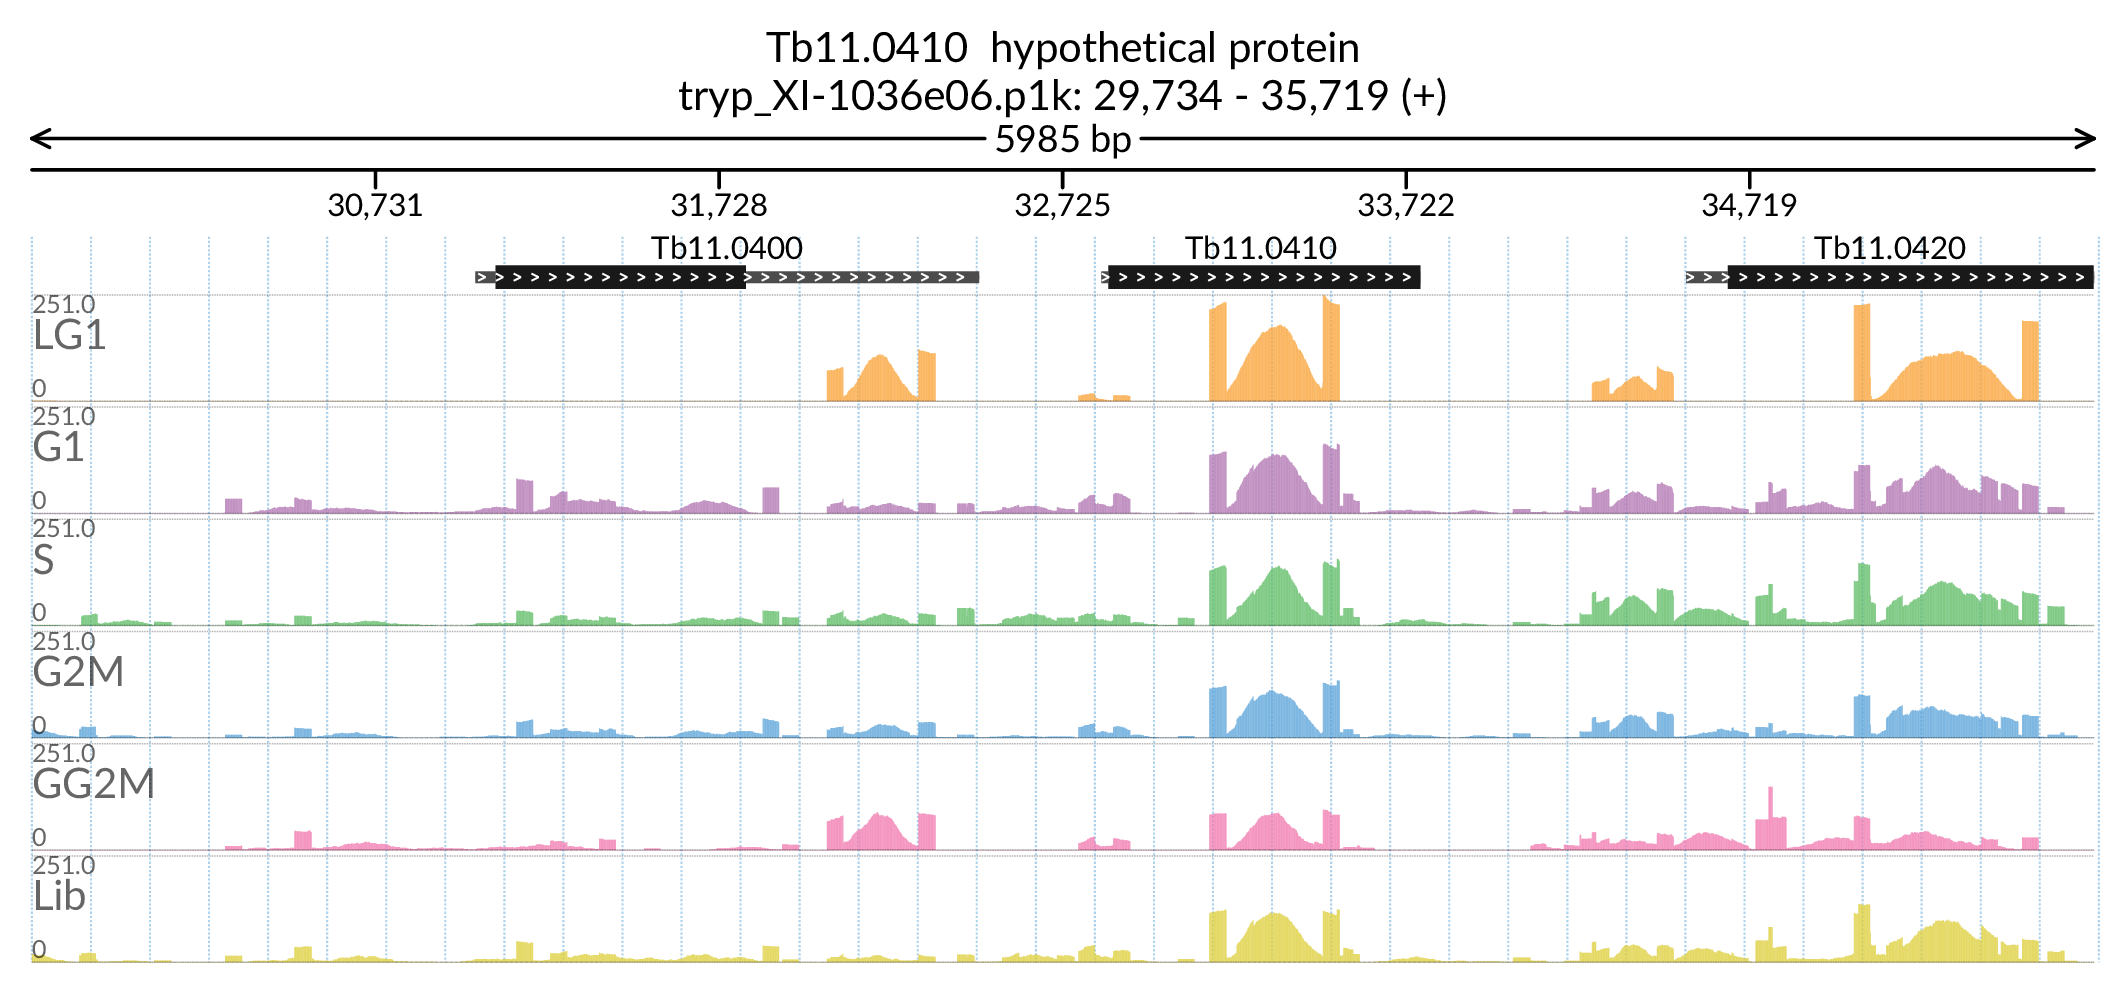 Tb11.0410 hypothetical protein
tryp_XI-1036e06.p1k: 29,734 - 35,719 (+)
5985 bp
30,731 31,728 32,725 33,722 34,719
Tb11.0400 Tb11.0410 Tb11.0420
251.0
LG1
0
251.0
G1
0
251.0
S
0
251.0
G2M
0
251.0
GG2M
0
251.0
Lib
0